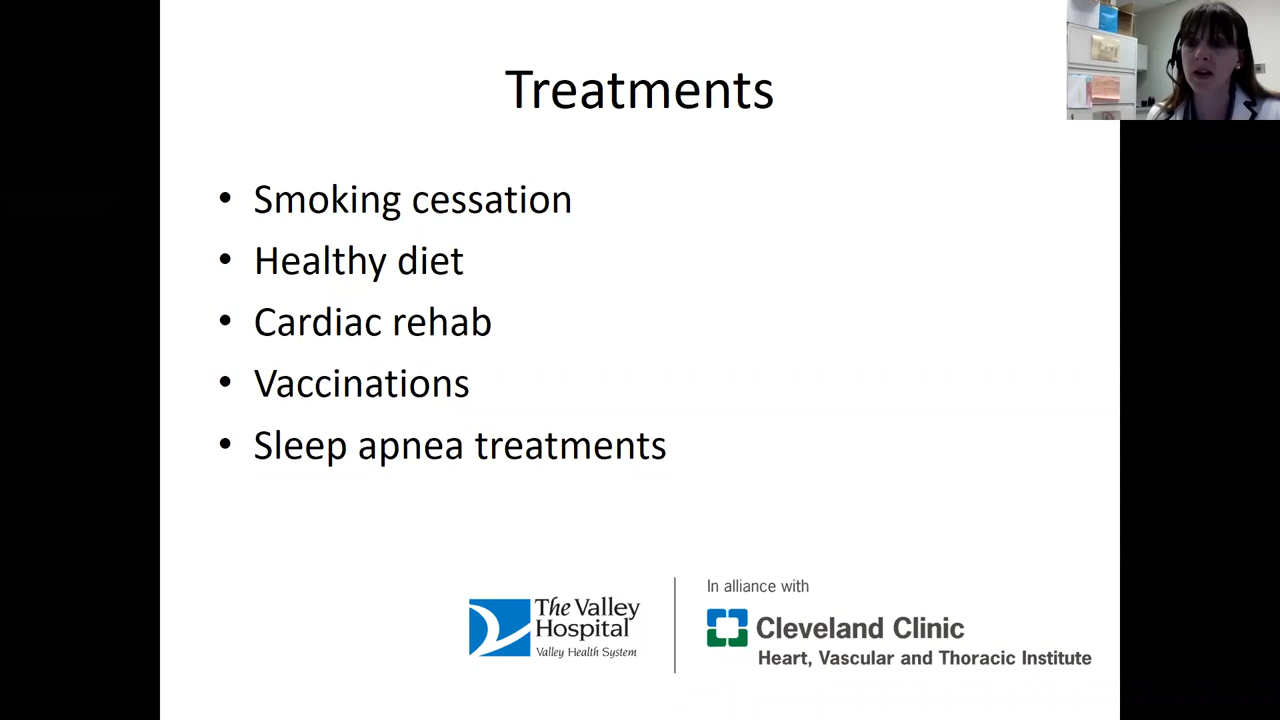 Treatments
• Smoking cessation
• Healthy diet
• Cardiac rehab
• Vaccinations
• Sleep apnea treatments
The Valley
Hospital
Valley Health System
In alliance with
Cleveland Clinic
Heart, Vascular and Thoracic Institute